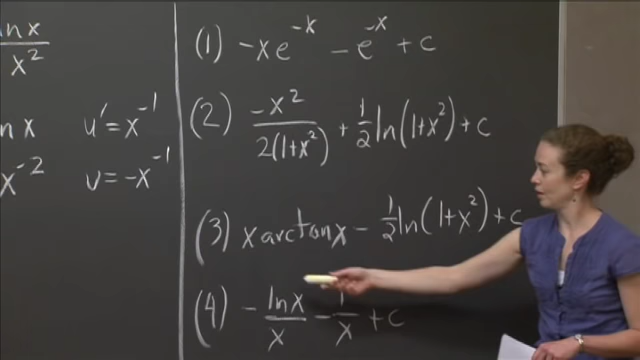 ln x / x²
ln x u' = x⁻¹
x⁻² v = -x⁻¹
(1) -xe⁻ˣ - e⁻ˣ + c
(2) -x² / 2(1+x²) + 1/2 ln(1+x²) + c
(3) x arctan x - 1/2 ln(1+x²) + c
(4) - ln x / x - 1/x + c